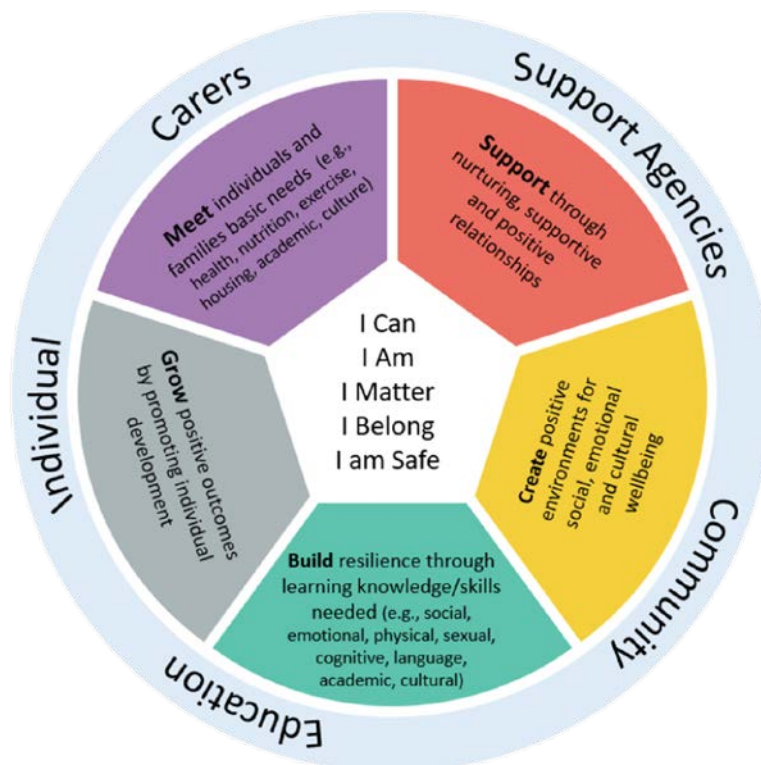 Carers
Support Agencies
Community
Education
Individual
Meet individuals and
families basic needs (e.g.,
health, nutrition, exercise,
housing, academic, culture)
Support through
nurturing, supportive
and positive
relationships
Create positive
environments for
social, emotional
and cultural
wellbeing
Build resilience through
learning knowledge/skills
needed (e.g., social,
emotional, physical, sexual,
cognitive, language,
academic, cultural)
Grow positive outcomes
by promoting individual
development
I Can
I Am
I Matter
I Belong
I am Safe